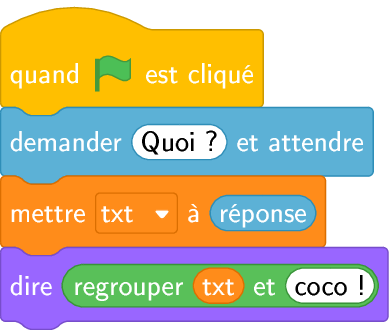 quand est cliqué
demander Quoi ? et attendre
mettre txt à réponse
dire regrouper txt et coco !